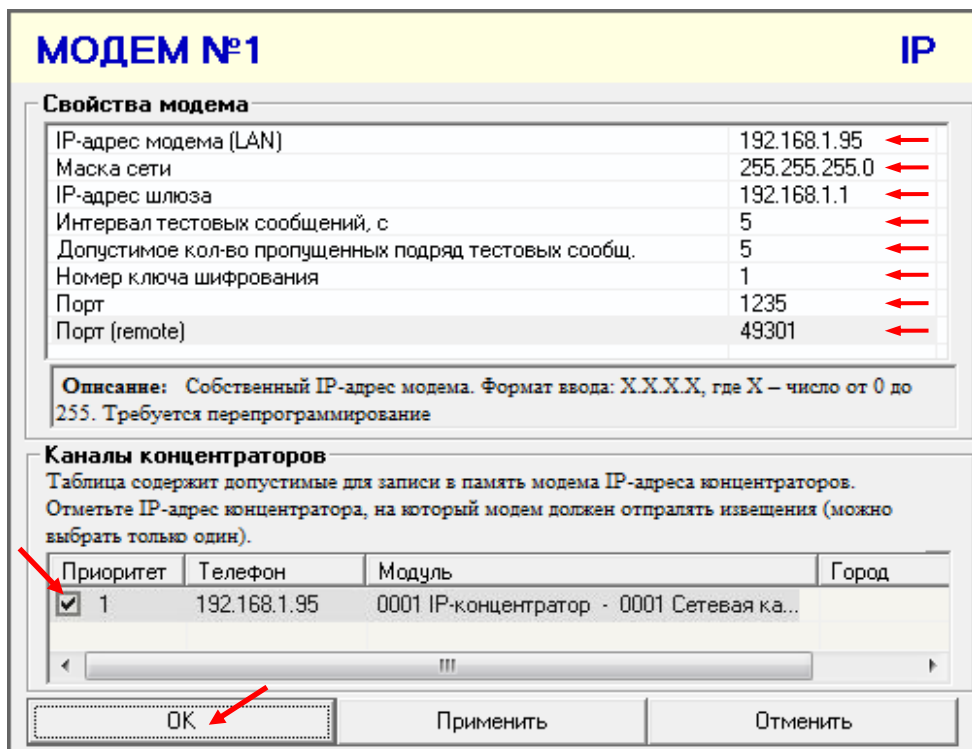 МОДЕМ №1 IP
Свойства модема
IP-адрес модема (LAN) 192.168.1.95
Маска сети 255.255.255.0
IP-адрес шлюза 192.168.1.1
Интервал тестовых сообщений, с 5
Допустимое кол-во пропущенных подряд тестовых сообщ. 5
Номер ключа шифрования 1
Порт 1235
Порт (remote) 49301
Описание: Собственный IP-адрес модема. Формат ввода: X.X.X.X, где X – число от 0 до
255. Требуется перепрограммирование
Каналы концентраторов
Таблица содержит допустимые для записи в память модема IP-адреса концентраторов.
Отметьте IP-адрес концентратора, на который модем должен отпралять извещения (можно
выбрать только один).
Приоритет Телефон Модуль Город
1 192.168.1.95 0001 IP-концентратор - 0001 Сетевая ка...
OK Применить Отменить